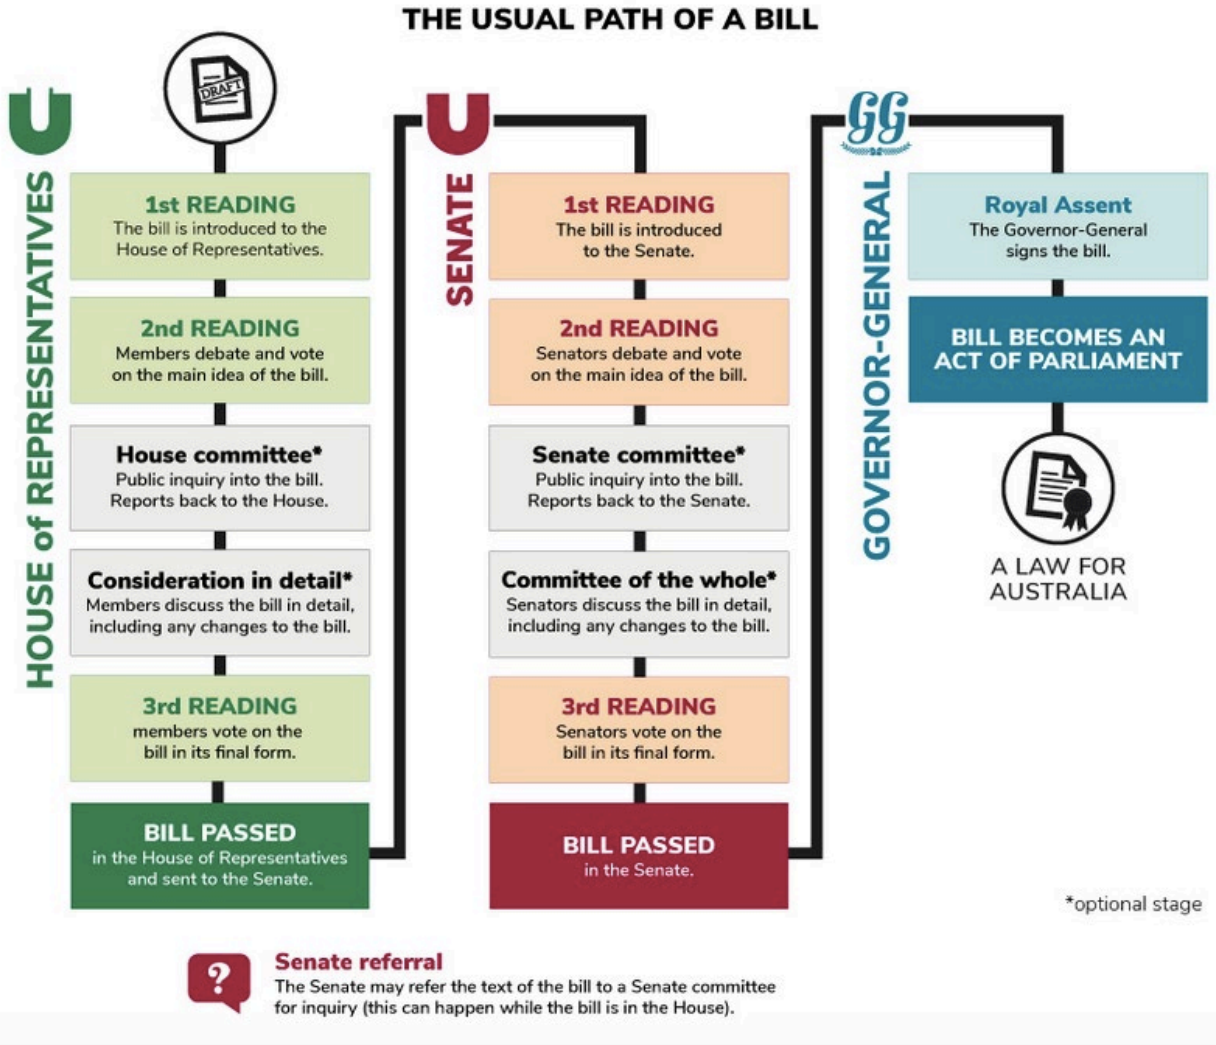 THE USUAL PATH OF A BILL
DRAFT
HOUSE of REPRESENTATIVES
1st READING
The bill is introduced to the
House of Representatives.
2nd READING
Members debate and vote
on the main idea of the bill.
House committee*
Public inquiry into the bill.
Reports back to the House.
Consideration in detail*
Members discuss the bill in detail,
including any changes to the bill.
3rd READING
members vote on the
bill in its final form.
BILL PASSED
in the House of Representatives
and sent to the Senate.
SENATE
1st READING
The bill is introduced
to the Senate.
2nd READING
Senators debate and vote
on the main idea of the bill.
Senate committee*
Public inquiry into the bill.
Reports back to the Senate.
Committee of the whole*
Senators discuss the bill in detail,
including any changes to the bill.
3rd READING
Senators vote on the
bill in its final form.
BILL PASSED
in the Senate.
GG
GOVERNOR-GENERAL
Royal Assent
The Governor-General
signs the bill.
BILL BECOMES AN
ACT OF PARLIAMENT
A LAW FOR
AUSTRALIA
*optional stage
?
Senate referral
The Senate may refer the text of the bill to a Senate committee
for inquiry (this can happen while the bill is in the House).